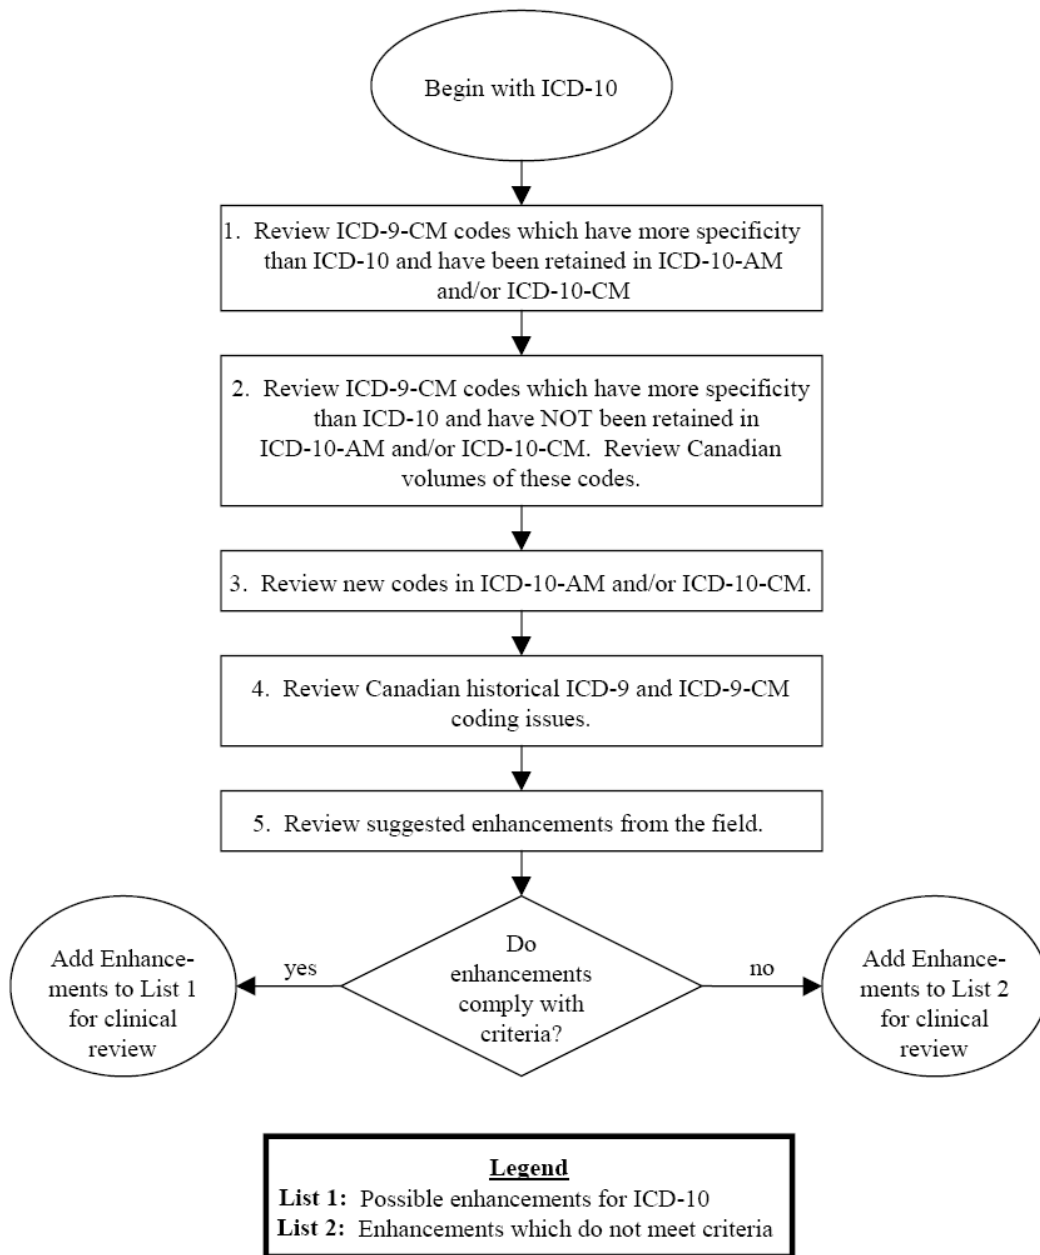 Begin with ICD-10
1. Review ICD-9-CM codes which have more specificity
than ICD-10 and have been retained in ICD-10-AM
and/or ICD-10-CM
2. Review ICD-9-CM codes which have more specificity
than ICD-10 and have NOT been retained in
ICD-10-AM and/or ICD-10-CM. Review Canadian
volumes of these codes.
3. Review new codes in ICD-10-AM and/or ICD-10-CM.
4. Review Canadian historical ICD-9 and ICD-9-CM
coding issues.
5. Review suggested enhancements from the field.
Add Enhance-
ments to List 1
for clinical
review
yes
Do
enhancements
comply with
criteria?
no
Add Enhance-
ments to List 2
for clinical
review
Legend
List 1: Possible enhancements for ICD-10
List 2: Enhancements which do not meet criteria